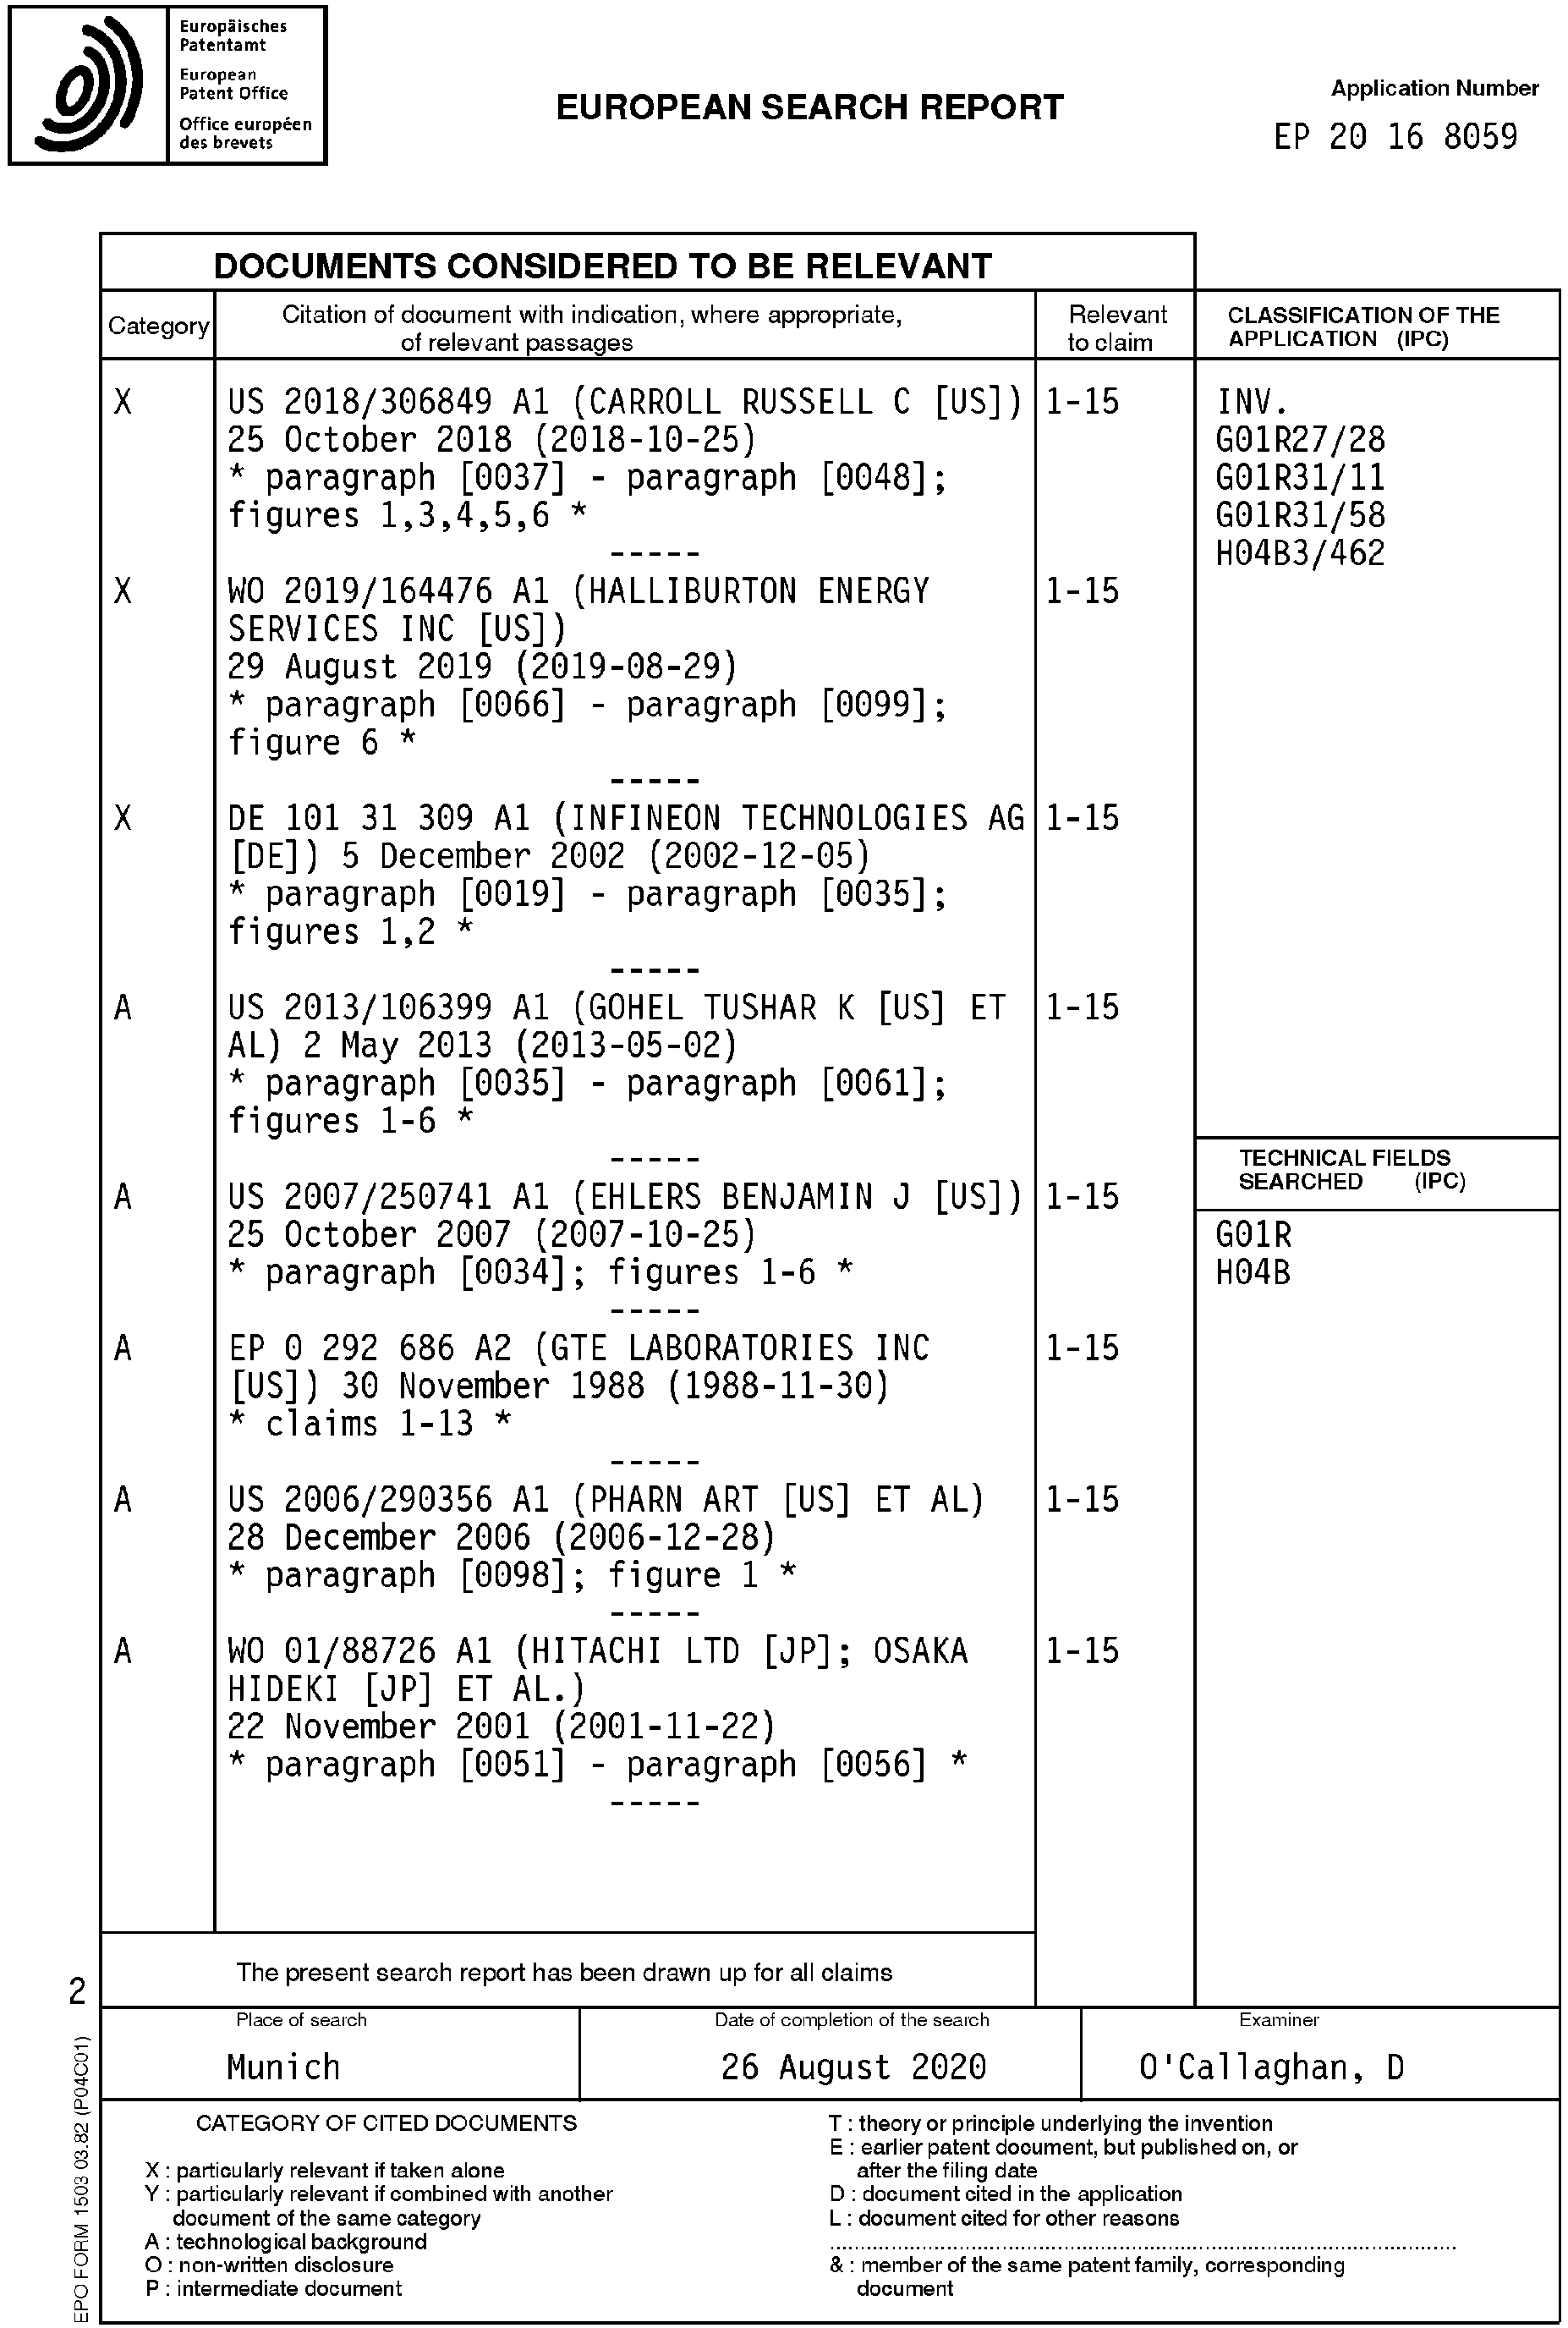 Europäisches
Patentamt
European
Patent Office
Office européen
des brevets
EUROPEAN SEARCH REPORT
Application Number
EP 20 16 8059
DOCUMENTS CONSIDERED TO BE RELEVANT
Category
Citation of document with indication, where appropriate,
of relevant passages
Relevant
to claim
CLASSIFICATION OF THE
APPLICATION (IPC)
X
US 2018/306849 A1 (CARROLL RUSSELL C [US])
25 October 2018 (2018-10-25)
* paragraph [0037] - paragraph [0048];
figures 1,3,4,5,6 *
-----
1-15
INV.
G01R27/28
G01R31/11
G01R31/58
H04B3/462
X
WO 2019/164476 A1 (HALLIBURTON ENERGY
SERVICES INC [US])
29 August 2019 (2019-08-29)
* paragraph [0066] - paragraph [0099];
figure 6 *
-----
1-15
X
DE 101 31 309 A1 (INFINEON TECHNOLOGIES AG
[DE]) 5 December 2002 (2002-12-05)
* paragraph [0019] - paragraph [0035];
figures 1,2 *
-----
1-15
A
US 2013/106399 A1 (GOHEL TUSHAR K [US] ET
AL) 2 May 2013 (2013-05-02)
* paragraph [0035] - paragraph [0061];
figures 1-6 *
-----
1-15
TECHNICAL FIELDS
SEARCHED (IPC)
G01R
H04B
A
US 2007/250741 A1 (EHLERS BENJAMIN J [US])
25 October 2007 (2007-10-25)
* paragraph [0034]; figures 1-6 *
-----
1-15
A
EP 0 292 686 A2 (GTE LABORATORIES INC
[US]) 30 November 1988 (1988-11-30)
* claims 1-13 *
-----
1-15
A
US 2006/290356 A1 (PHARN ART [US] ET AL)
28 December 2006 (2006-12-28)
* paragraph [0098]; figure 1 *
-----
1-15
A
WO 01/88726 A1 (HITACHI LTD [JP]; OSAKA
HIDEKI [JP] ET AL.)
22 November 2001 (2001-11-22)
* paragraph [0051] - paragraph [0056] *
-----
1-15
The present search report has been drawn up for all claims
2
Place of search
Munich
Date of completion of the search
26 August 2020
Examiner
O'Callaghan, D
CATEGORY OF CITED DOCUMENTS
X : particularly relevant if taken alone
Y : particularly relevant if combined with another
document of the same category
A : technological background
O : non-written disclosure
P : intermediate document
T : theory or principle underlying the invention
E : earlier patent document, but published on, or
after the filing date
D : document cited in the application
L : document cited for other reasons
& : member of the same patent family, corresponding
document
EPO FORM 1503 03.82 (P04C01)